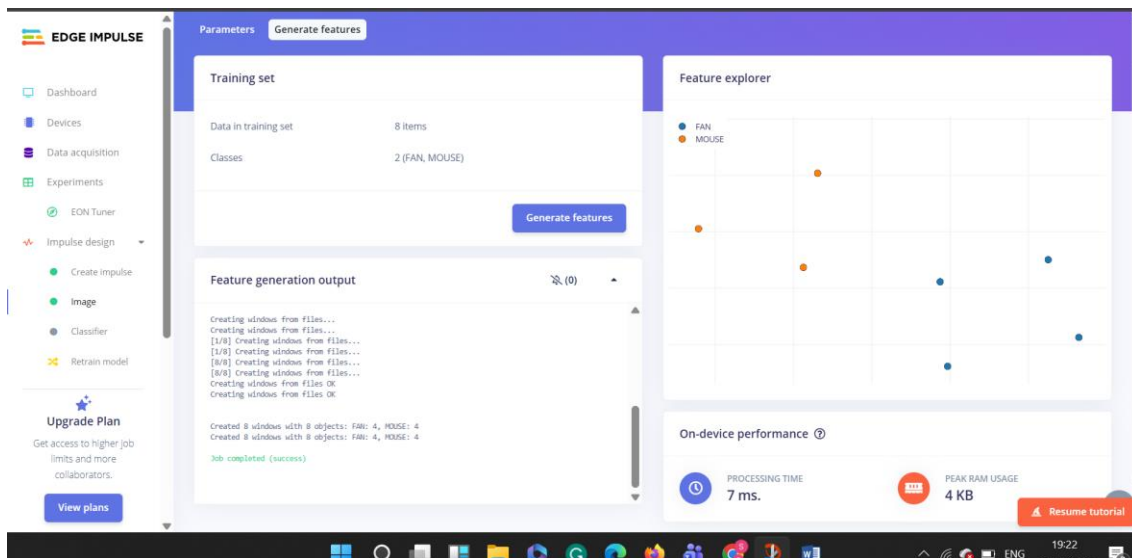 EDGE IMPULSE
Dashboard
Devices
Data acquisition
Experiments
EON Tuner
Impulse design
Create impulse
Image
Classifier
Retrain model
Upgrade Plan
Get access to higher job
limits and more
collaborators.
View plans
Parameters
Generate features
Training set
Data in training set 8 items
Classes 2 (FAN, MOUSE)
Generate features
Feature generation output (0)
Creating windows from files...
Creating windows from files...
[1/8] Creating windows from files...
[1/8] Creating windows from files...
[8/8] Creating windows from files...
[8/8] Creating windows from files...
Creating windows from files OK
Creating windows from files OK
Created 8 windows with 8 objects: FAN: 4, MOUSE: 4
Created 8 windows with 8 objects: FAN: 4, MOUSE: 4
Job completed (success)
Feature explorer
FAN
MOUSE
On-device performance
PROCESSING TIME
7 ms.
PEAK RAM USAGE
4 KB
Resume tutorial
ENG
19:22